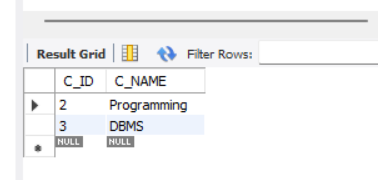 Result Grid Filter Rows:
C_ID C_NAME
2 Programming
3 DBMS
NULL NULL